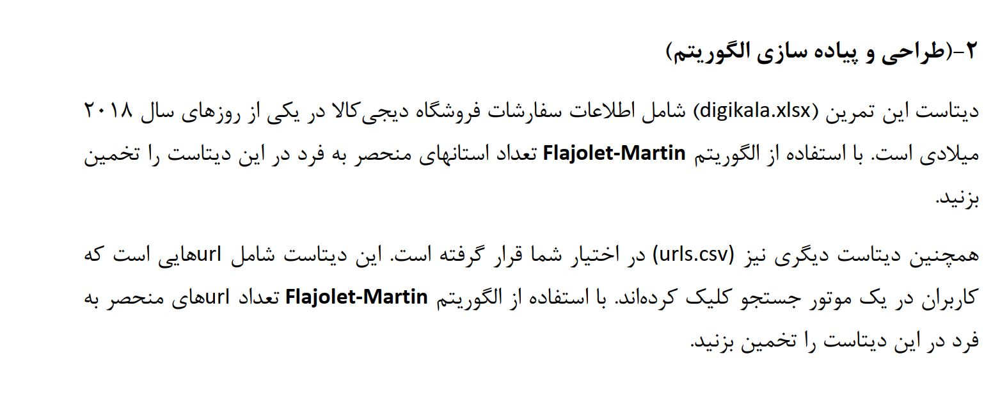 ۲-(طراحی و پیاده سازی الگوریتم)
دیتاست این تمرین (digikala.xlsx) شامل اطلاعات سفارشات فروشگاه دیجی‌کالا در یکی از روزهای سال ۲۰۱۸
میلادی است. با استفاده از الگوریتم Flajolet-Martin تعداد استانهای منحصر به فرد در این دیتاست را تخمین
بزنید.
همچنین دیتاست دیگری نیز (urls.csv) در اختیار شما قرار گرفته است. این دیتاست شامل urlهایی است که
کاربران در یک موتور جستجو کلیک کرده‌اند. با استفاده از الگوریتم Flajolet-Martin تعداد urlهای منحصر به
فرد در این دیتاست را تخمین بزنید.